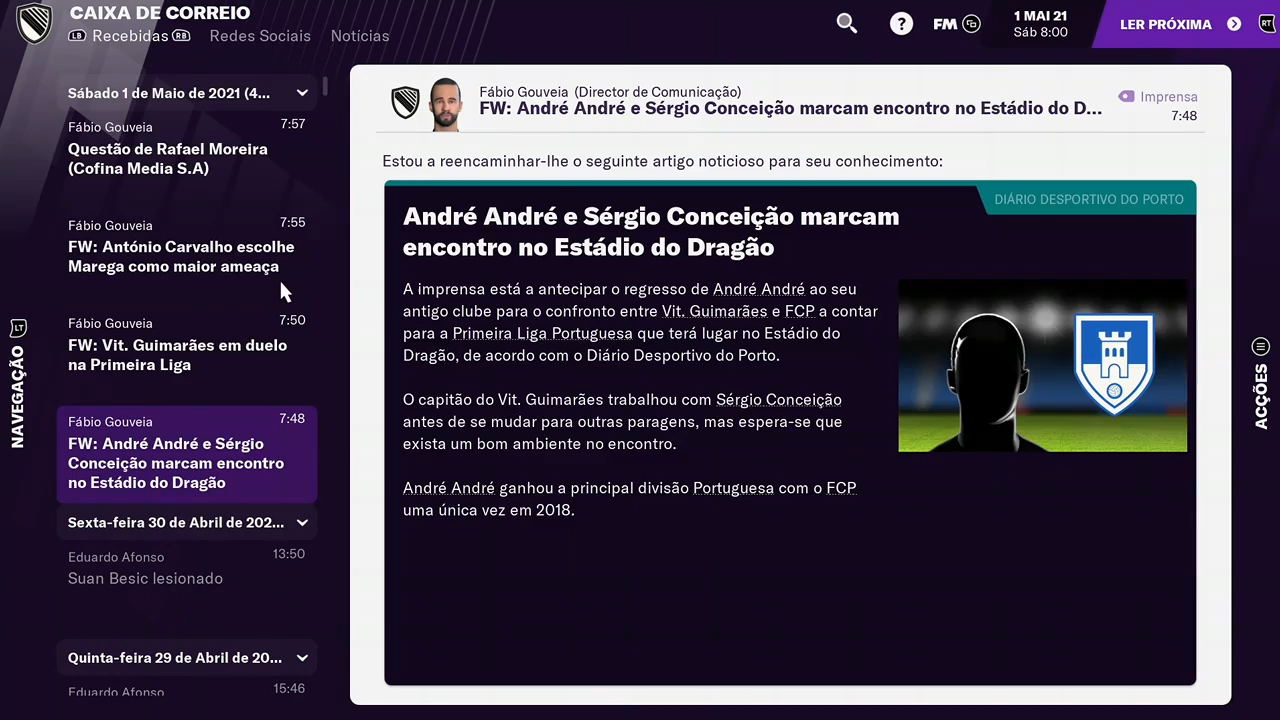 CAIXA DE CORREIO
LB Recebidas RB Redes Sociais Notícias
? FM
1 MAI 21
Sáb 8:00
LER PRÓXIMA
RT
Sábado 1 de Maio de 2021 (4...
Fábio Gouveia 7:57
Questão de Rafael Moreira
(Cofina Media S.A)
Fábio Gouveia 7:55
FW: António Carvalho escolhe
Marega como maior ameaça
Fábio Gouveia 7:50
FW: Vit. Guimarães em duelo
na Primeira Liga
Fábio Gouveia 7:48
FW: André André e Sérgio
Conceição marcam encontro
no Estádio do Dragão
Sexta-feira 30 de Abril de 202...
Eduardo Afonso 13:50
Suan Besic lesionado
Quinta-feira 29 de Abril de 20...
Eduardo Afonso 15:46
LT
NAVEGAÇÃO
Fábio Gouveia (Director de Comunicação)
FW: André André e Sérgio Conceição marcam encontro no Estádio do D...
Imprensa
7:48
Estou a reencaminhar-lhe o seguinte artigo noticioso para seu conhecimento:
DIÁRIO DESPORTIVO DO PORTO
André André e Sérgio Conceição marcam
encontro no Estádio do Dragão
A imprensa está a antecipar o regresso de André André ao seu
antigo clube para o confronto entre Vit. Guimarães e FCP a contar
para a Primeira Liga Portuguesa que terá lugar no Estádio do
Dragão, de acordo com o Diário Desportivo do Porto.
O capitão do Vit. Guimarães trabalhou com Sérgio Conceição
antes de se mudar para outras paragens, mas espera-se que
exista um bom ambiente no encontro.
André André ganhou a principal divisão Portuguesa com o FCP
uma única vez em 2018.
ACÇÕES